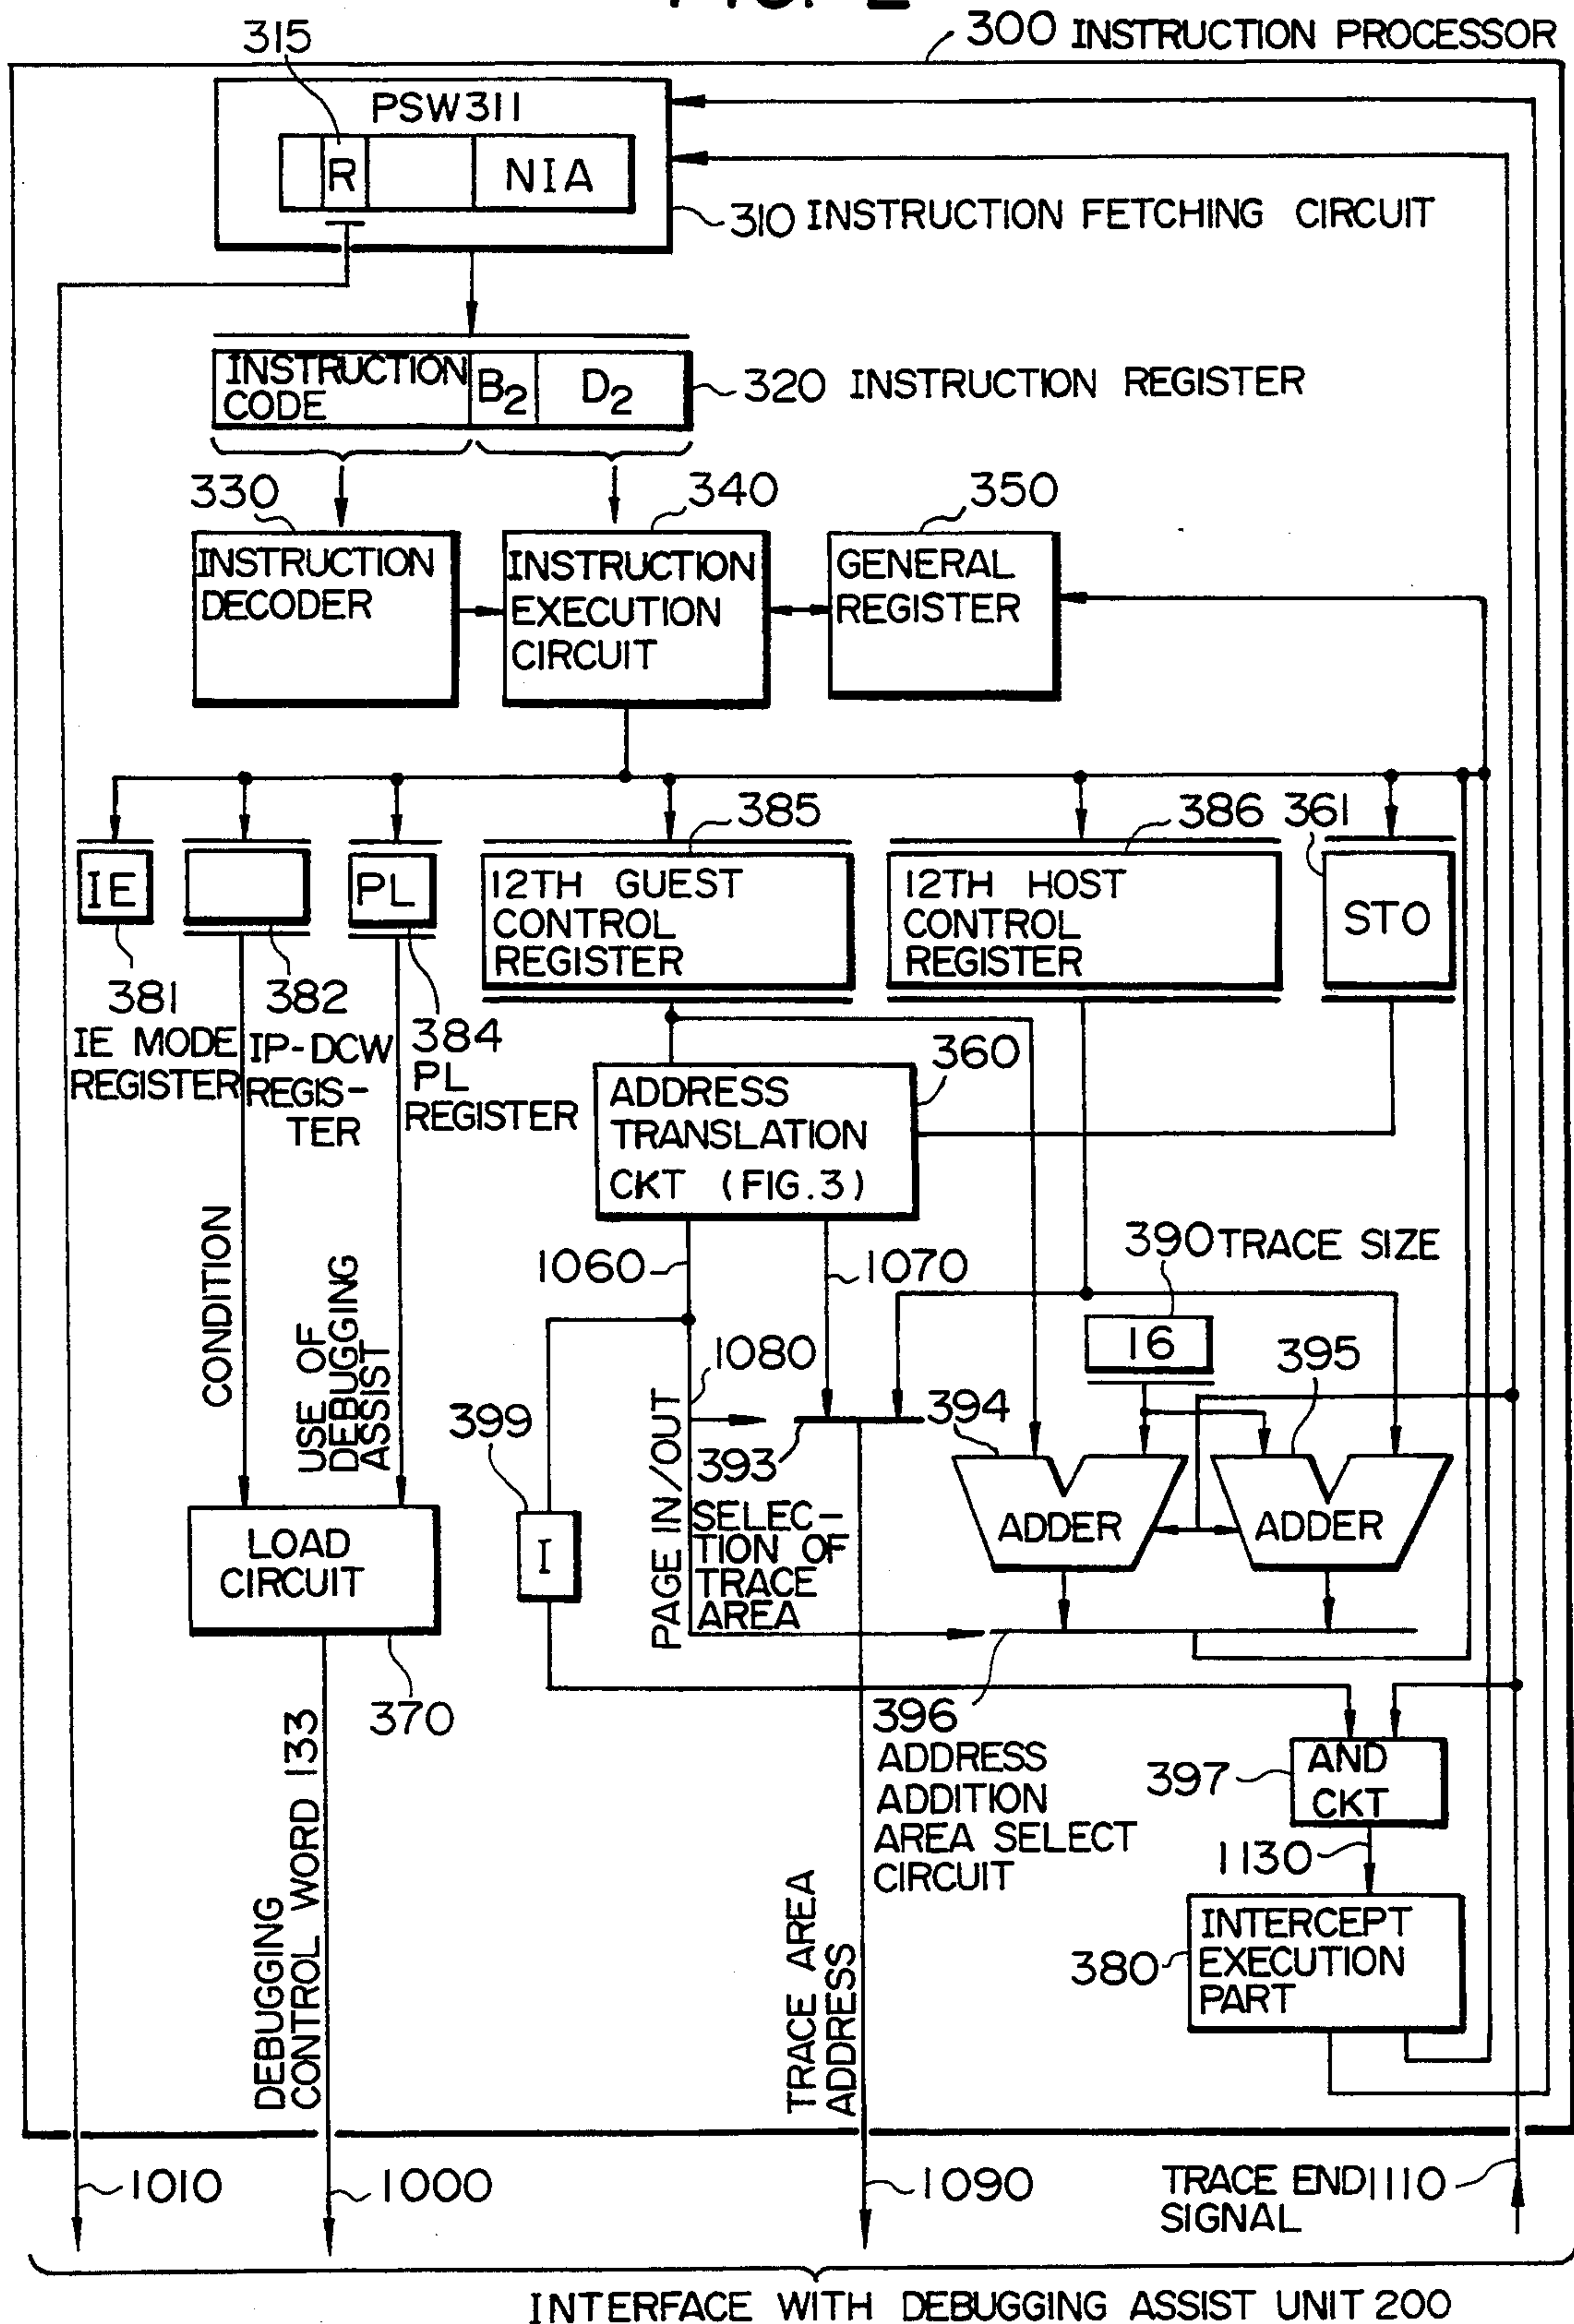 FIG. 2
300 INSTRUCTION PROCESSOR
315
PSW311
R
NIA
310 INSTRUCTION FETCHING CIRCUIT
INSTRUCTION
CODE
B2
D2
320 INSTRUCTION REGISTER
330
340
350
INSTRUCTION
DECODER
INSTRUCTION
EXECUTION
CIRCUIT
GENERAL
REGISTER
385
386
361
IE
PL
12TH GUEST
CONTROL
REGISTER
12TH HOST
CONTROL
REGISTER
STO
381
IE MODE
REGISTER
382
IP-DCW
REGIS-
TER
384
PL
REGISTER
360
ADDRESS
TRANSLATION
CKT (FIG.3)
CONDITION
USE OF
DEBUGGING
ASSIST
1060
1070
390 TRACE SIZE
16
395
1080
399
PAGE IN/OUT
393
SELEC-
TION OF
TRACE
AREA
394
ADDER
ADDER
LOAD
CIRCUIT
I
370
396
ADDRESS
ADDITION
AREA SELECT
CIRCUIT
397
AND
CKT
1130
DEBUGGING
CONTROL WORD 133
TRACE AREA
ADDRESS
380
INTERCEPT
EXECUTION
PART
1010
1000
1090
TRACE END 1110
SIGNAL
INTERFACE WITH DEBUGGING ASSIST UNIT 200